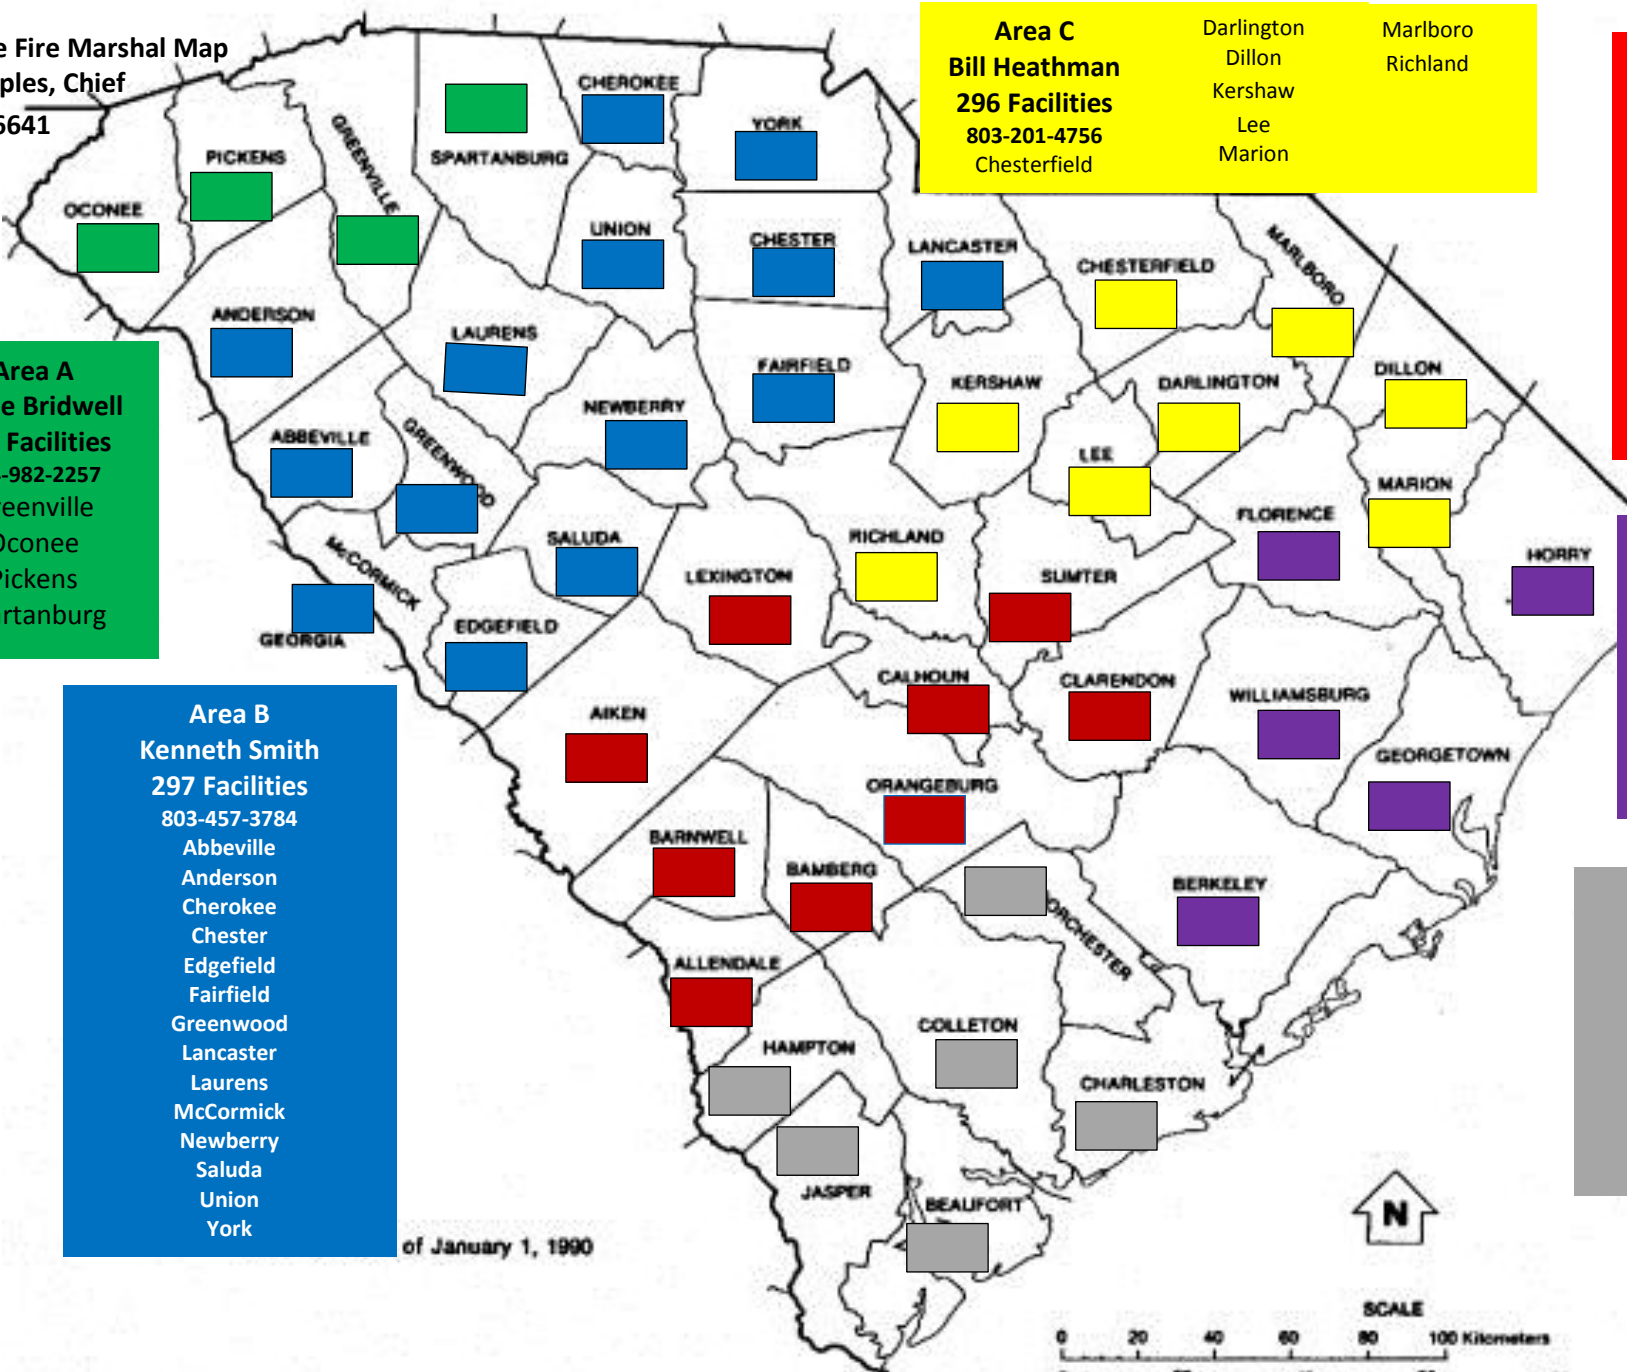 e Fire Marshal Map
ples, Chief
6641
Area C
Bill Heathman
296 Facilities
803-201-4756
Chesterfield
Darlington
Dillon
Kershaw
Lee
Marion
Marlboro
Richland
CHEROKEE
YORK
SPARTANBURG
GREENVILLE
PICKENS
OCONEE
UNION
CHESTER
LANCASTER
CHESTERFIELD
MARLBORO
ANDERSON
LAURENS
FAIRFIELD
KERSHAW
DARLINGTON
DILLON
NEWBERRY
ABBEVILLE
GREENWOOD
LEE
MARION
FLORENCE
SALUDA
RICHLAND
HORRY
McCORMICK
LEXINGTON
SUMTER
EDGEFIELD
GEORGIA
CALHOUN
CLARENDON
WILLIAMSBURG
AIKEN
GEORGETOWN
ORANGEBURG
BARNWELL
BAMBERG
BERKELEY
ORCHESTER
ALLENDALE
COLLETON
HAMPTON
CHARLESTON
JASPER
BEAUFORT
Area A
e Bridwell
Facilities
-982-2257
reenville
Oconee
Pickens
artanburg
Area B
Kenneth Smith
297 Facilities
803-457-3784
Abbeville
Anderson
Cherokee
Chester
Edgefield
Fairfield
Greenwood
Lancaster
Laurens
McCormick
Newberry
Saluda
Union
York
of January 1, 1990
N
SCALE
0 20 40 60 80 100 Kilometers